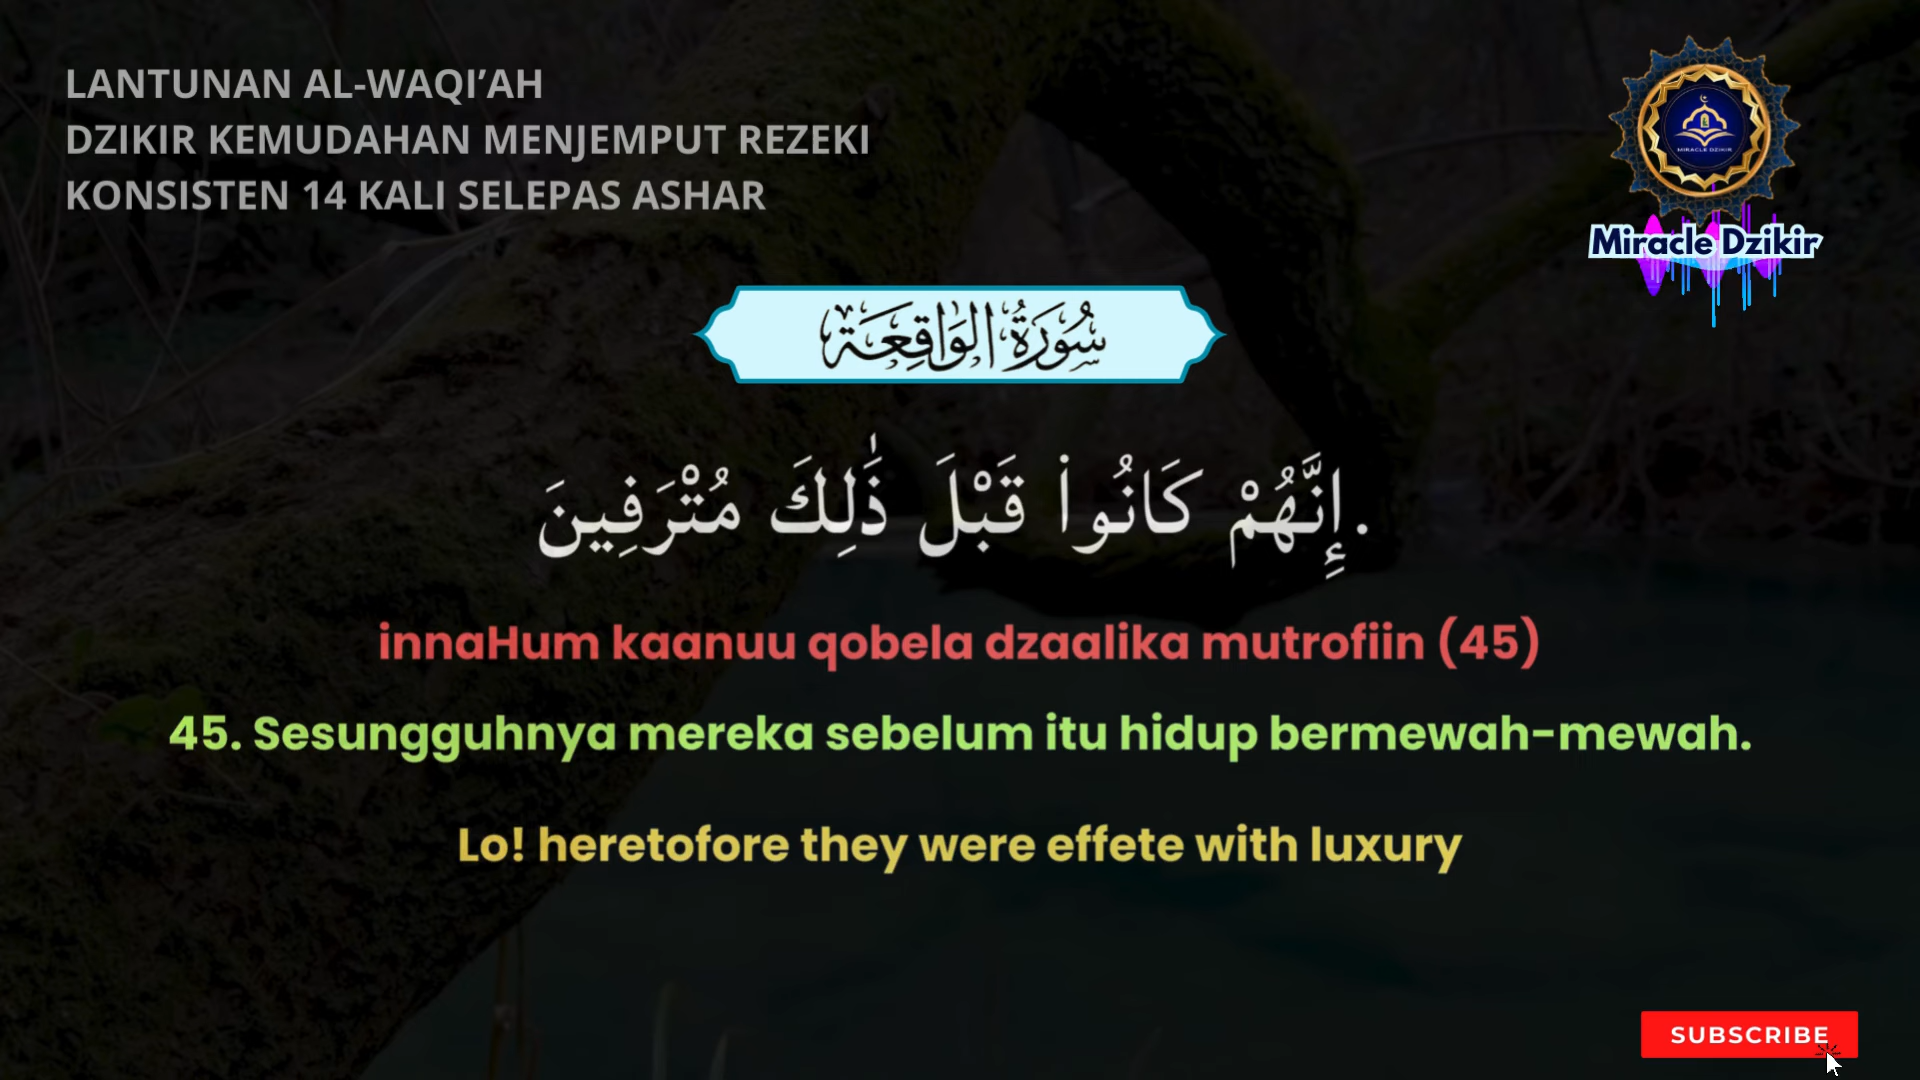 LANTUNAN AL-WAQI’AH
DZIKIR KEMUDAHAN MENJEMPUT REZEKI
KONSISTEN 14 KALI SELEPAS ASHAR
MIRACLE DZIKIR
Miracle Dzikir
سُورَةُ الوَاقِعَة
إِنَّهُمْ كَانُوا۟ قَبْلَ ذَٰلِكَ مُتْرَفِينَ.
innaHum kaanuu qobela dzaalika mutrofiin (45)
45. Sesungguhnya mereka sebelum itu hidup bermewah-mewah.
Lo! heretofore they were effete with luxury
SUBSCRIBE